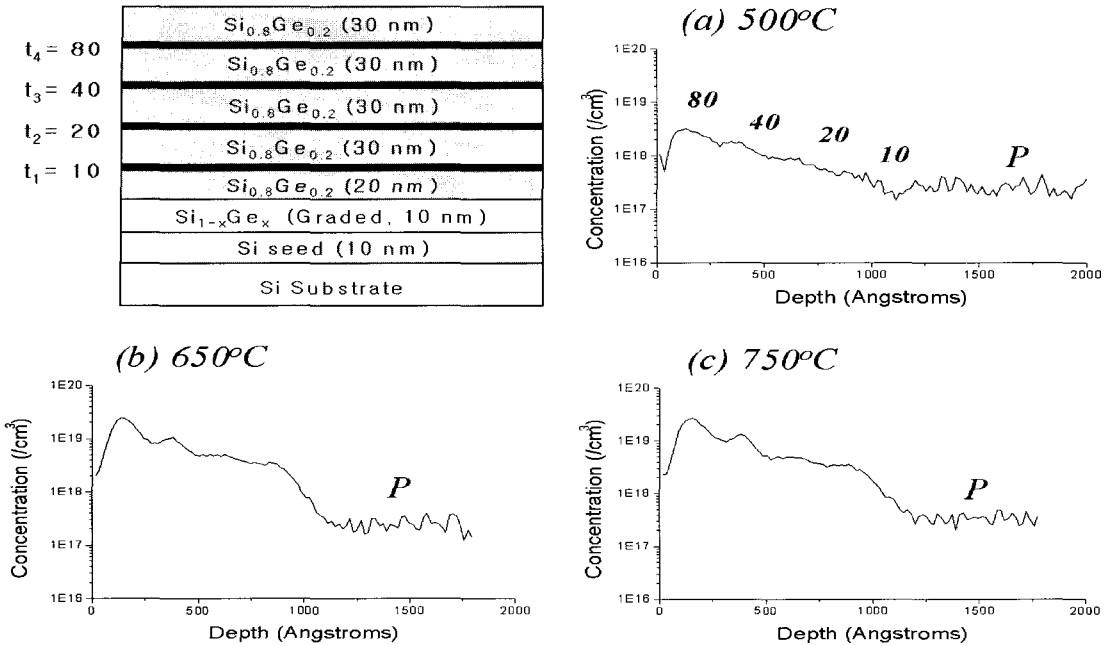 Si0.8Ge0.2 (30 nm)
t4 = 80
Si0.8Ge0.2 (30 nm)
t3 = 40
Si0.8Ge0.2 (30 nm)
t2 = 20
Si0.8Ge0.2 (30 nm)
t1 = 10
Si0.8Ge0.2 (20 nm)
Si1-xGex (Graded, 10 nm)
Si seed (10 nm)
Si Substrate
(a) 500°C
Concentration (/cm3)
1E20
1E19
1E18
1E17
1E16
80
40
20
10
P
0
500
1000
1500
2000
Depth (Angstroms)
(b) 650°C
Concentration (/cm3)
1E20
1E19
1E18
1E17
1E16
P
0
500
1000
1500
2000
Depth (Angstroms)
(c) 750°C
Concentration (/cm3)
1E20
1E19
1E18
1E17
1E16
P
0
500
1000
1500
2000
Depth (Angstroms)